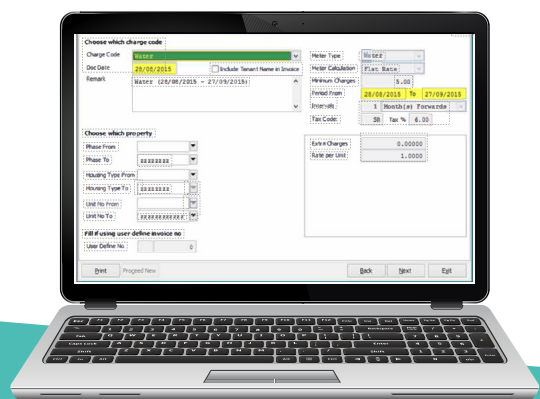 Choose which charge code
Charge Code Water
Doc Date 28/08/2015 Include Tenant Name in Invoice
Remark Water (28/08/2015 - 27/09/2015)
Meter Type Water
Meter Calculation Flat Rate
Minimum Charges 5.00
Period From 28/08/2015 To 27/09/2015
Intervals 1 Month(s) Forwards
Tax Code: SR Tax % 6.00
Choose which property
Phase From
Phase To zzzzzzzz
Housing Type From
Housing Type To zzzzzzzz
Unit No From
Unit No To zzzzzzzzzzzz
Extra Charges 0.00000
Rate per Unit 1.0000
Fill if using user define invoice no
User Define No 0
Print Proceed New Back Next Exit